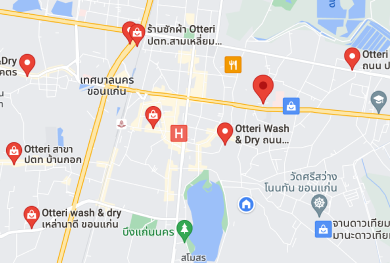 ร้านซักผ้า Otteri
ปตท.สามเหลี่ยม...
Dry
Otteri
ถนน
เทศบาลนคร
ขอนแก่น
Otteri Wash
& Dry ถนน...
H
Otteri สาขา
ปตท บ้านกอก
วัดศรีสว่าง
โนนทัน ขอนแก่น
Otteri wash & dry
เหล่านาดี ขอนแก่น
บึงแก่นนคร
จานดาวเทียม
มานะดาวเทีย
สโมสร